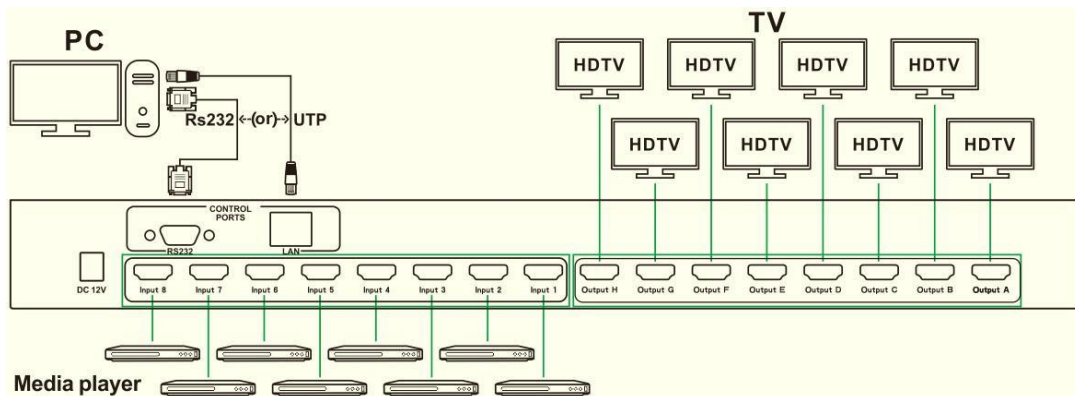 PC
TV
HDTV HDTV HDTV HDTV
Rs232 ←(or)→ UTP
HDTV HDTV HDTV HDTV
CONTROL
PORTS
RS232 LAN
DC 12V
Input 8 Input 7 Input 6 Input 5 Input 4 Input 3 Input 2 Input 1 Output H Output G Output F Output E Output D Output C Output B Output A
Media player